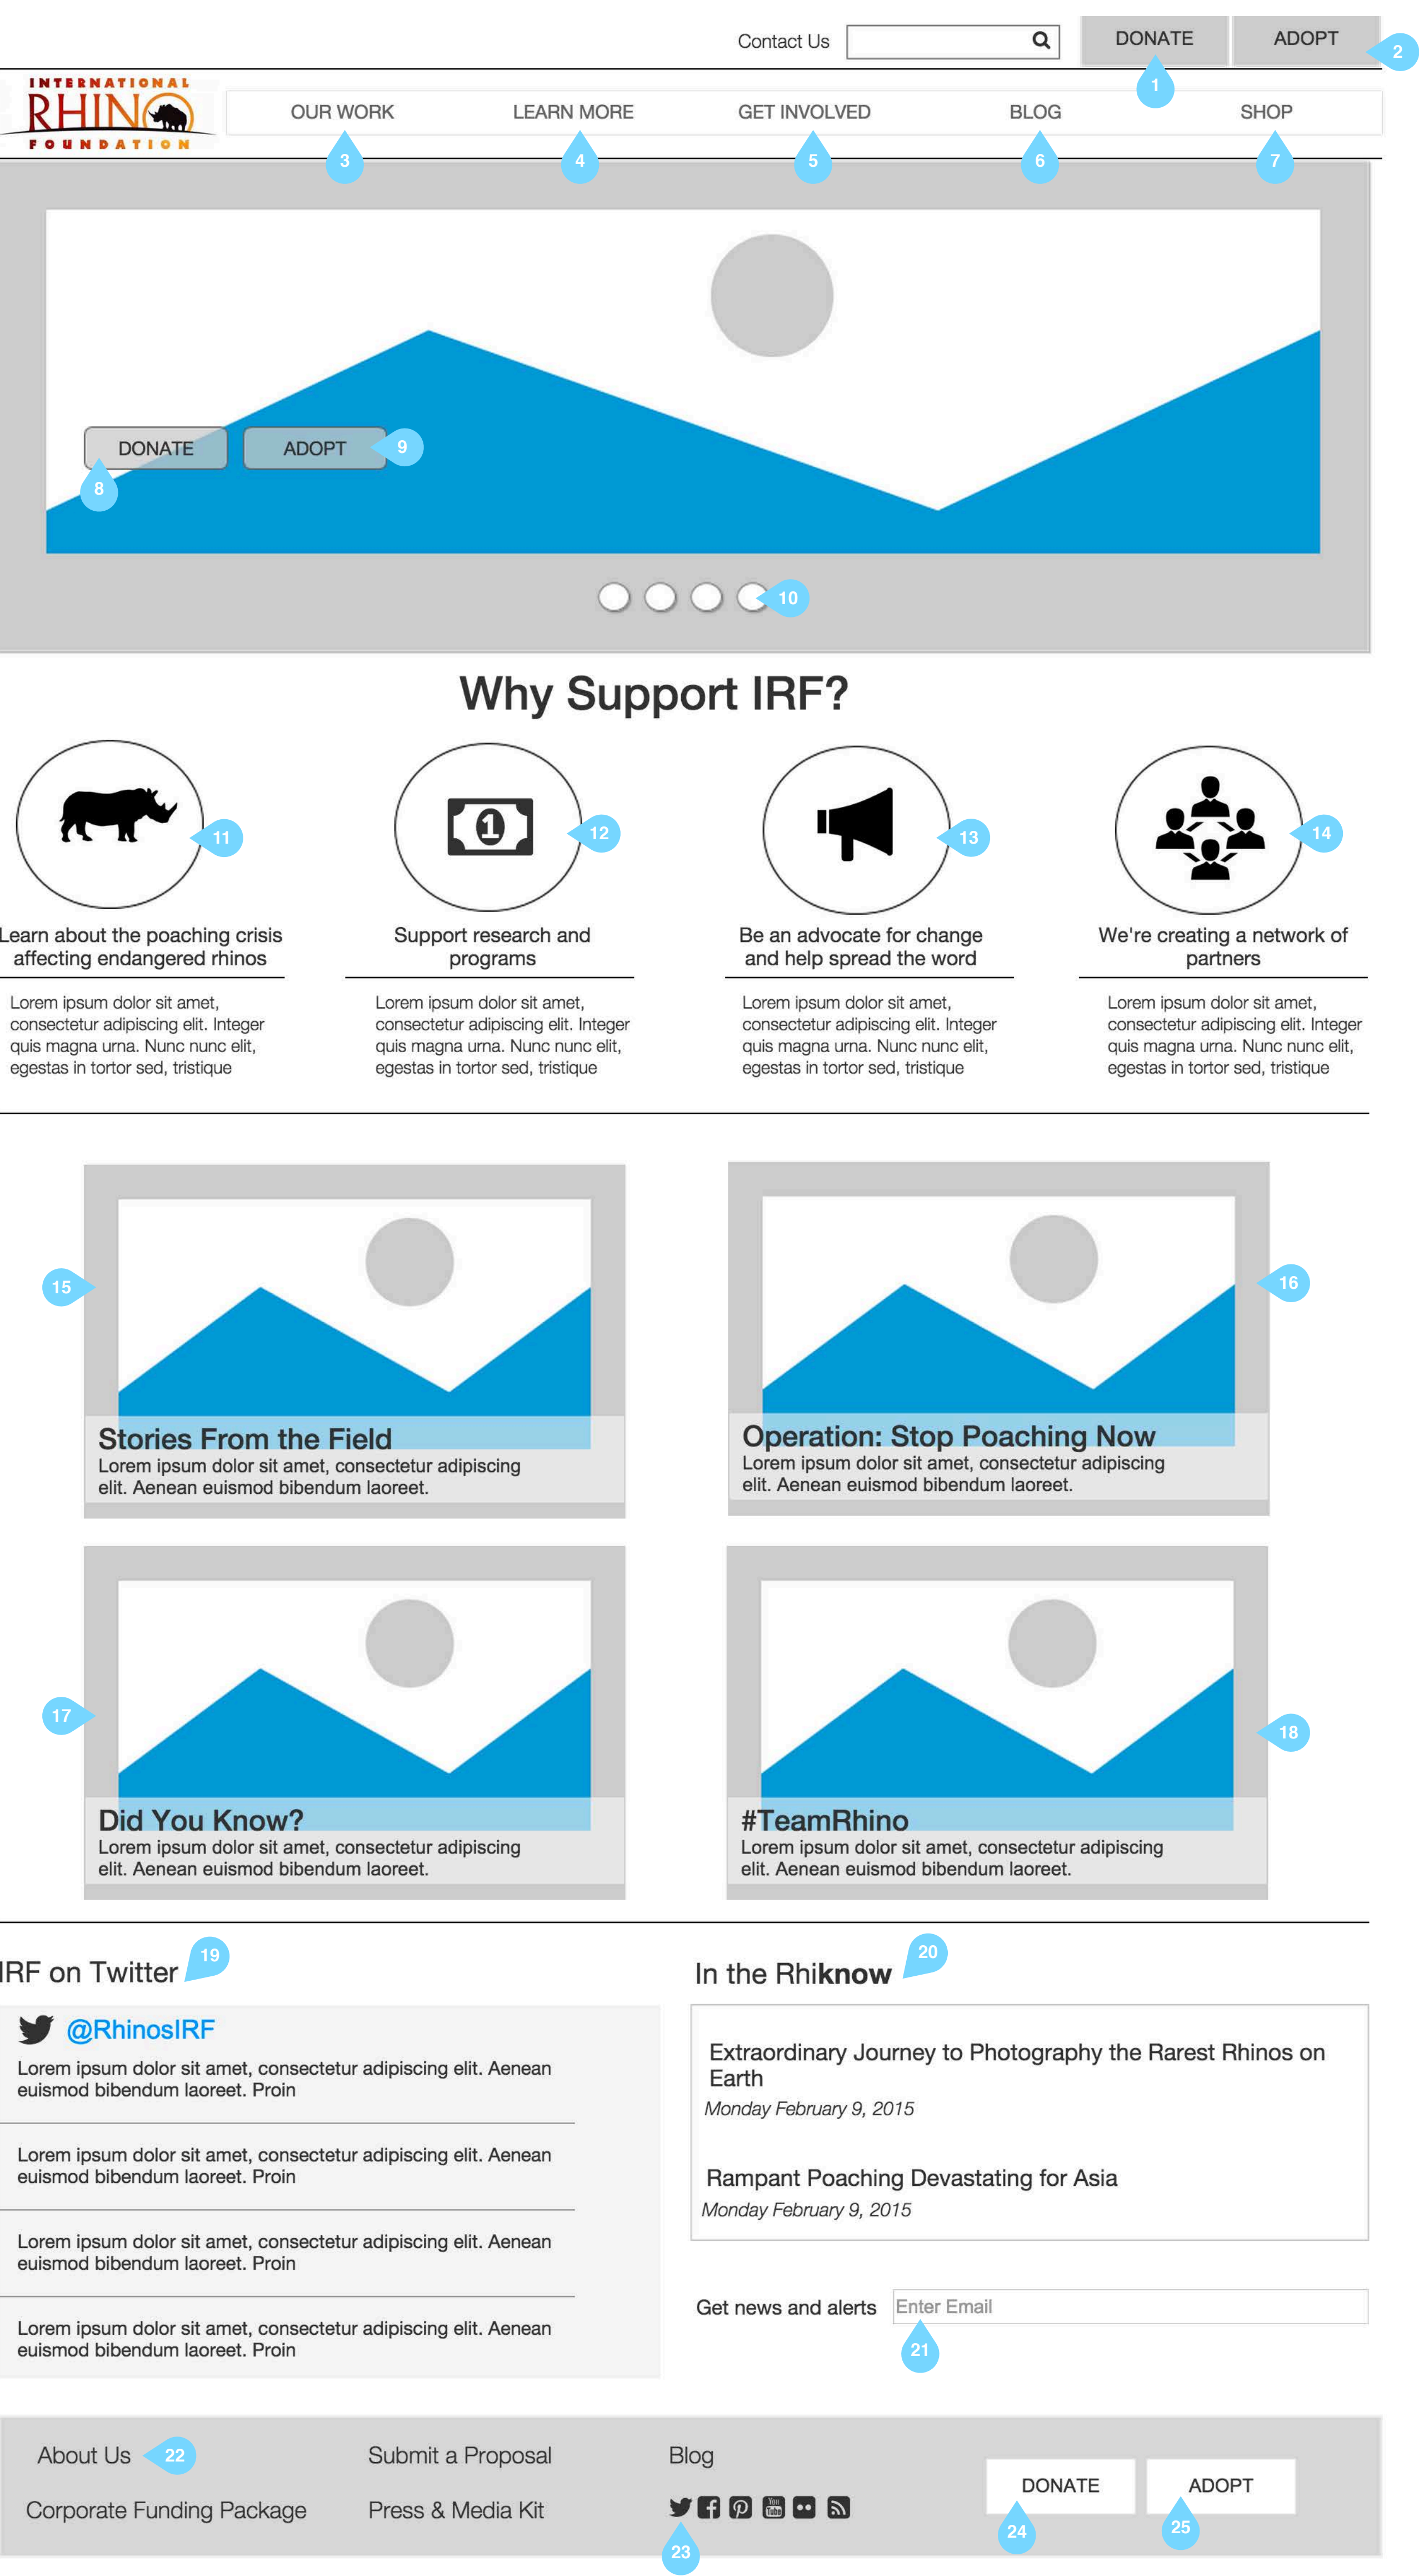 Contact Us
DONATE
ADOPT
2
1
INTERNATIONAL
RHINO
FOUNDATION
OUR WORK
LEARN MORE
GET INVOLVED
BLOG
SHOP
3
4
5
6
7
DONATE
ADOPT
9
8
10
Why Support IRF?
11
1
12
13
14
Learn about the poaching crisis
affecting endangered rhinos
Lorem ipsum dolor sit amet,
consectetur adipiscing elit. Integer
quis magna urna. Nunc nunc elit,
egestas in tortor sed, tristique
Support research and
programs
Lorem ipsum dolor sit amet,
consectetur adipiscing elit. Integer
quis magna urna. Nunc nunc elit,
egestas in tortor sed, tristique
Be an advocate for change
and help spread the word
Lorem ipsum dolor sit amet,
consectetur adipiscing elit. Integer
quis magna urna. Nunc nunc elit,
egestas in tortor sed, tristique
We're creating a network of
partners
Lorem ipsum dolor sit amet,
consectetur adipiscing elit. Integer
quis magna urna. Nunc nunc elit,
egestas in tortor sed, tristique
15
Stories From the Field
Lorem ipsum dolor sit amet, consectetur adipiscing
elit. Aenean euismod bibendum laoreet.
16
Operation: Stop Poaching Now
Lorem ipsum dolor sit amet, consectetur adipiscing
elit. Aenean euismod bibendum laoreet.
17
Did You Know?
Lorem ipsum dolor sit amet, consectetur adipiscing
elit. Aenean euismod bibendum laoreet.
18
#TeamRhino
Lorem ipsum dolor sit amet, consectetur adipiscing
elit. Aenean euismod bibendum laoreet.
IRF on Twitter
19
@RhinosIRF
Lorem ipsum dolor sit amet, consectetur adipiscing elit. Aenean
euismod bibendum laoreet. Proin
Lorem ipsum dolor sit amet, consectetur adipiscing elit. Aenean
euismod bibendum laoreet. Proin
Lorem ipsum dolor sit amet, consectetur adipiscing elit. Aenean
euismod bibendum laoreet. Proin
Lorem ipsum dolor sit amet, consectetur adipiscing elit. Aenean
euismod bibendum laoreet. Proin
In the Rhiknow
20
Extraordinary Journey to Photography the Rarest Rhinos on
Earth
Monday February 9, 2015
Rampant Poaching Devastating for Asia
Monday February 9, 2015
Get news and alerts
Enter Email
21
About Us
22
Corporate Funding Package
Submit a Proposal
Press & Media Kit
Blog
You
Tube
23
DONATE
ADOPT
24
25